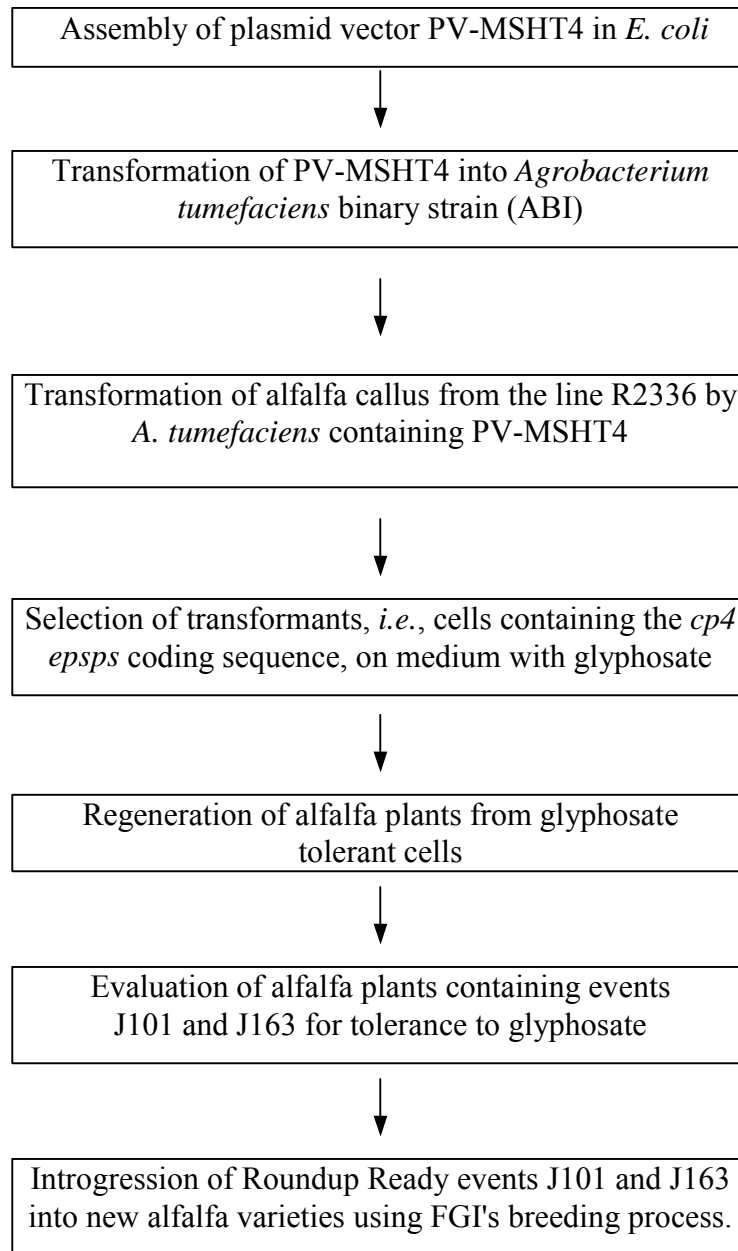 Assembly of plasmid vector PV-MSHT4 in E. coli
Transformation of PV-MSHT4 into Agrobacterium
tumefaciens binary strain (ABI)
Transformation of alfalfa callus from the line R2336 by
A. tumefaciens containing PV-MSHT4
Selection of transformants, i.e., cells containing the cp4
epsps coding sequence, on medium with glyphosate
Regeneration of alfalfa plants from glyphosate
tolerant cells
Evaluation of alfalfa plants containing events
J101 and J163 for tolerance to glyphosate
Introgression of Roundup Ready events J101 and J163
into new alfalfa varieties using FGI's breeding process.